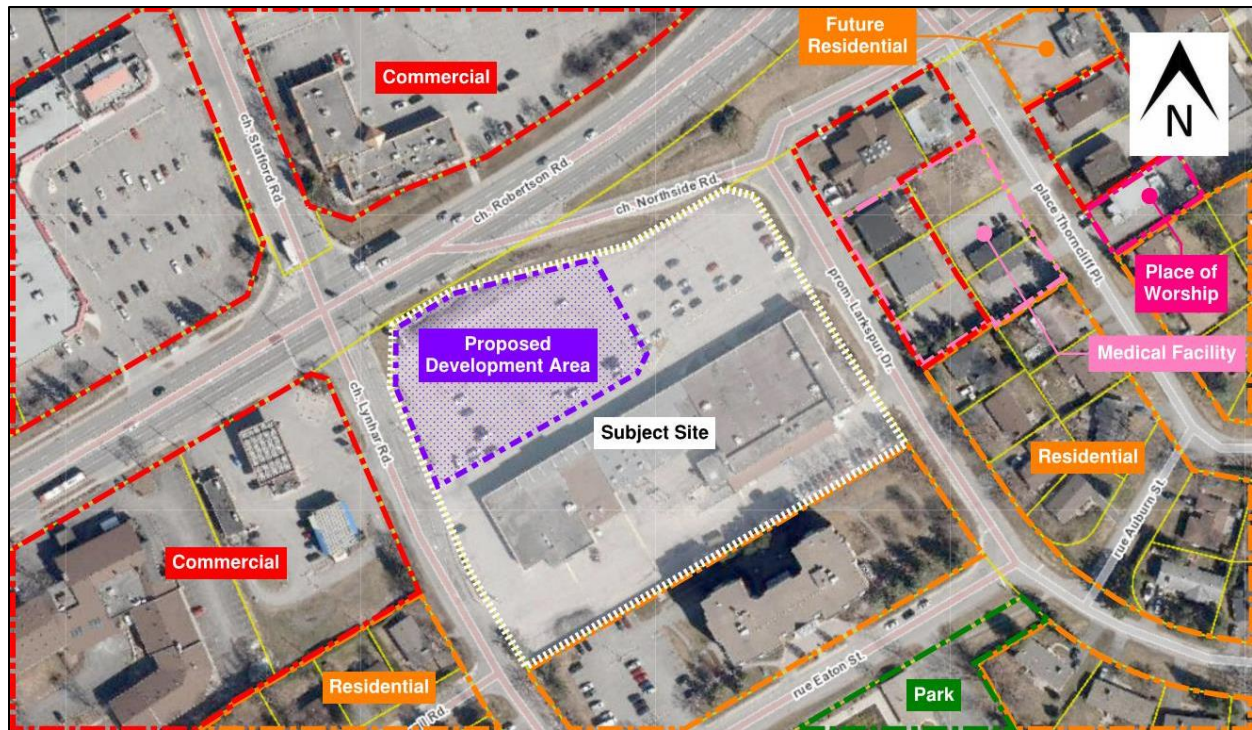 Future
Residential
Commercial
N
ch. Stafford Rd.
ch. Robertson Rd.
ch. Northside Rd.
place Thorncliff Pl.
Place of
Worship
prom. Larkspur Dr.
Medical Facility
Proposed
Development Area
ch. Lynhar Rd.
Subject Site
Residential
rue Auburn St.
Commercial
Residential
rue Eaton St.
Park
Rd.